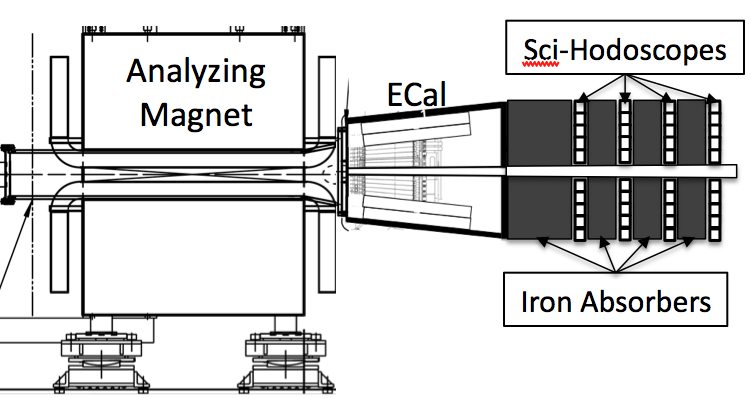 Analyzing
Magnet
ECal
Sci-Hodoscopes
Iron Absorbers